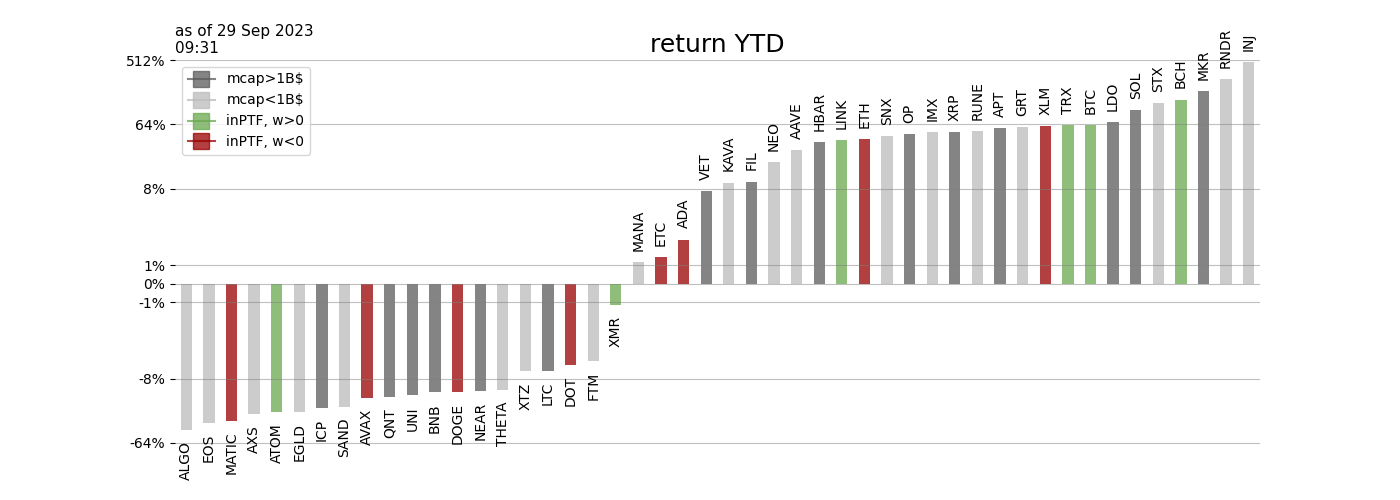 as of 29 Sep 2023
09:31
return YTD
512%
64%
8%
1%
0%
-1%
-8%
-64%
mcap>1B$
mcap<1B$
inPTF, w>0
inPTF, w<0
ALGO
EOS
MATIC
AXS
ATOM
EGLD
ICP
SAND
AVAX
QNT
UNI
BNB
DOGE
NEAR
THETA
XTZ
LTC
DOT
FTM
XMR
MANA
ETC
ADA
VET
KAVA
FIL
NEO
AAVE
HBAR
LINK
ETH
SNX
OP
IMX
XRP
RUNE
APT
GRT
XLM
TRX
BTC
LDO
SOL
STX
BCH
MKR
RNDR
INJ